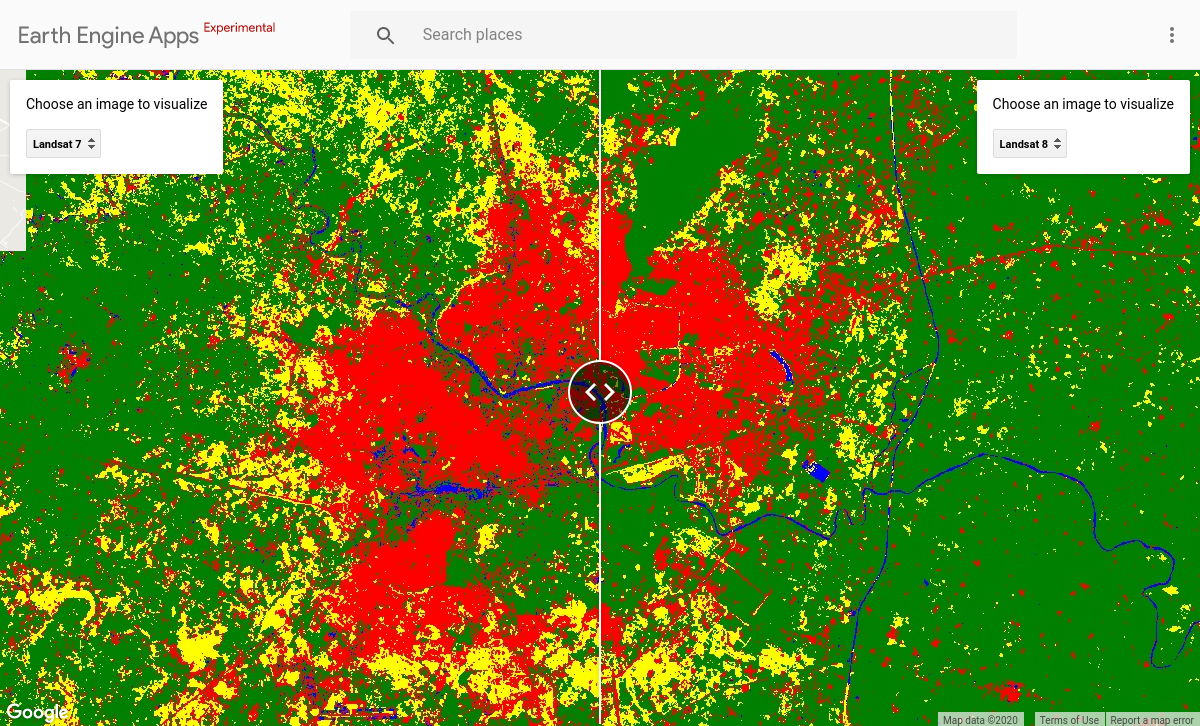 Earth Engine Apps Experimental
Search places
Choose an image to visualize
Landsat 7
Choose an image to visualize
Landsat 8
Google
Map data ©2020
Terms of Use
Report a map error